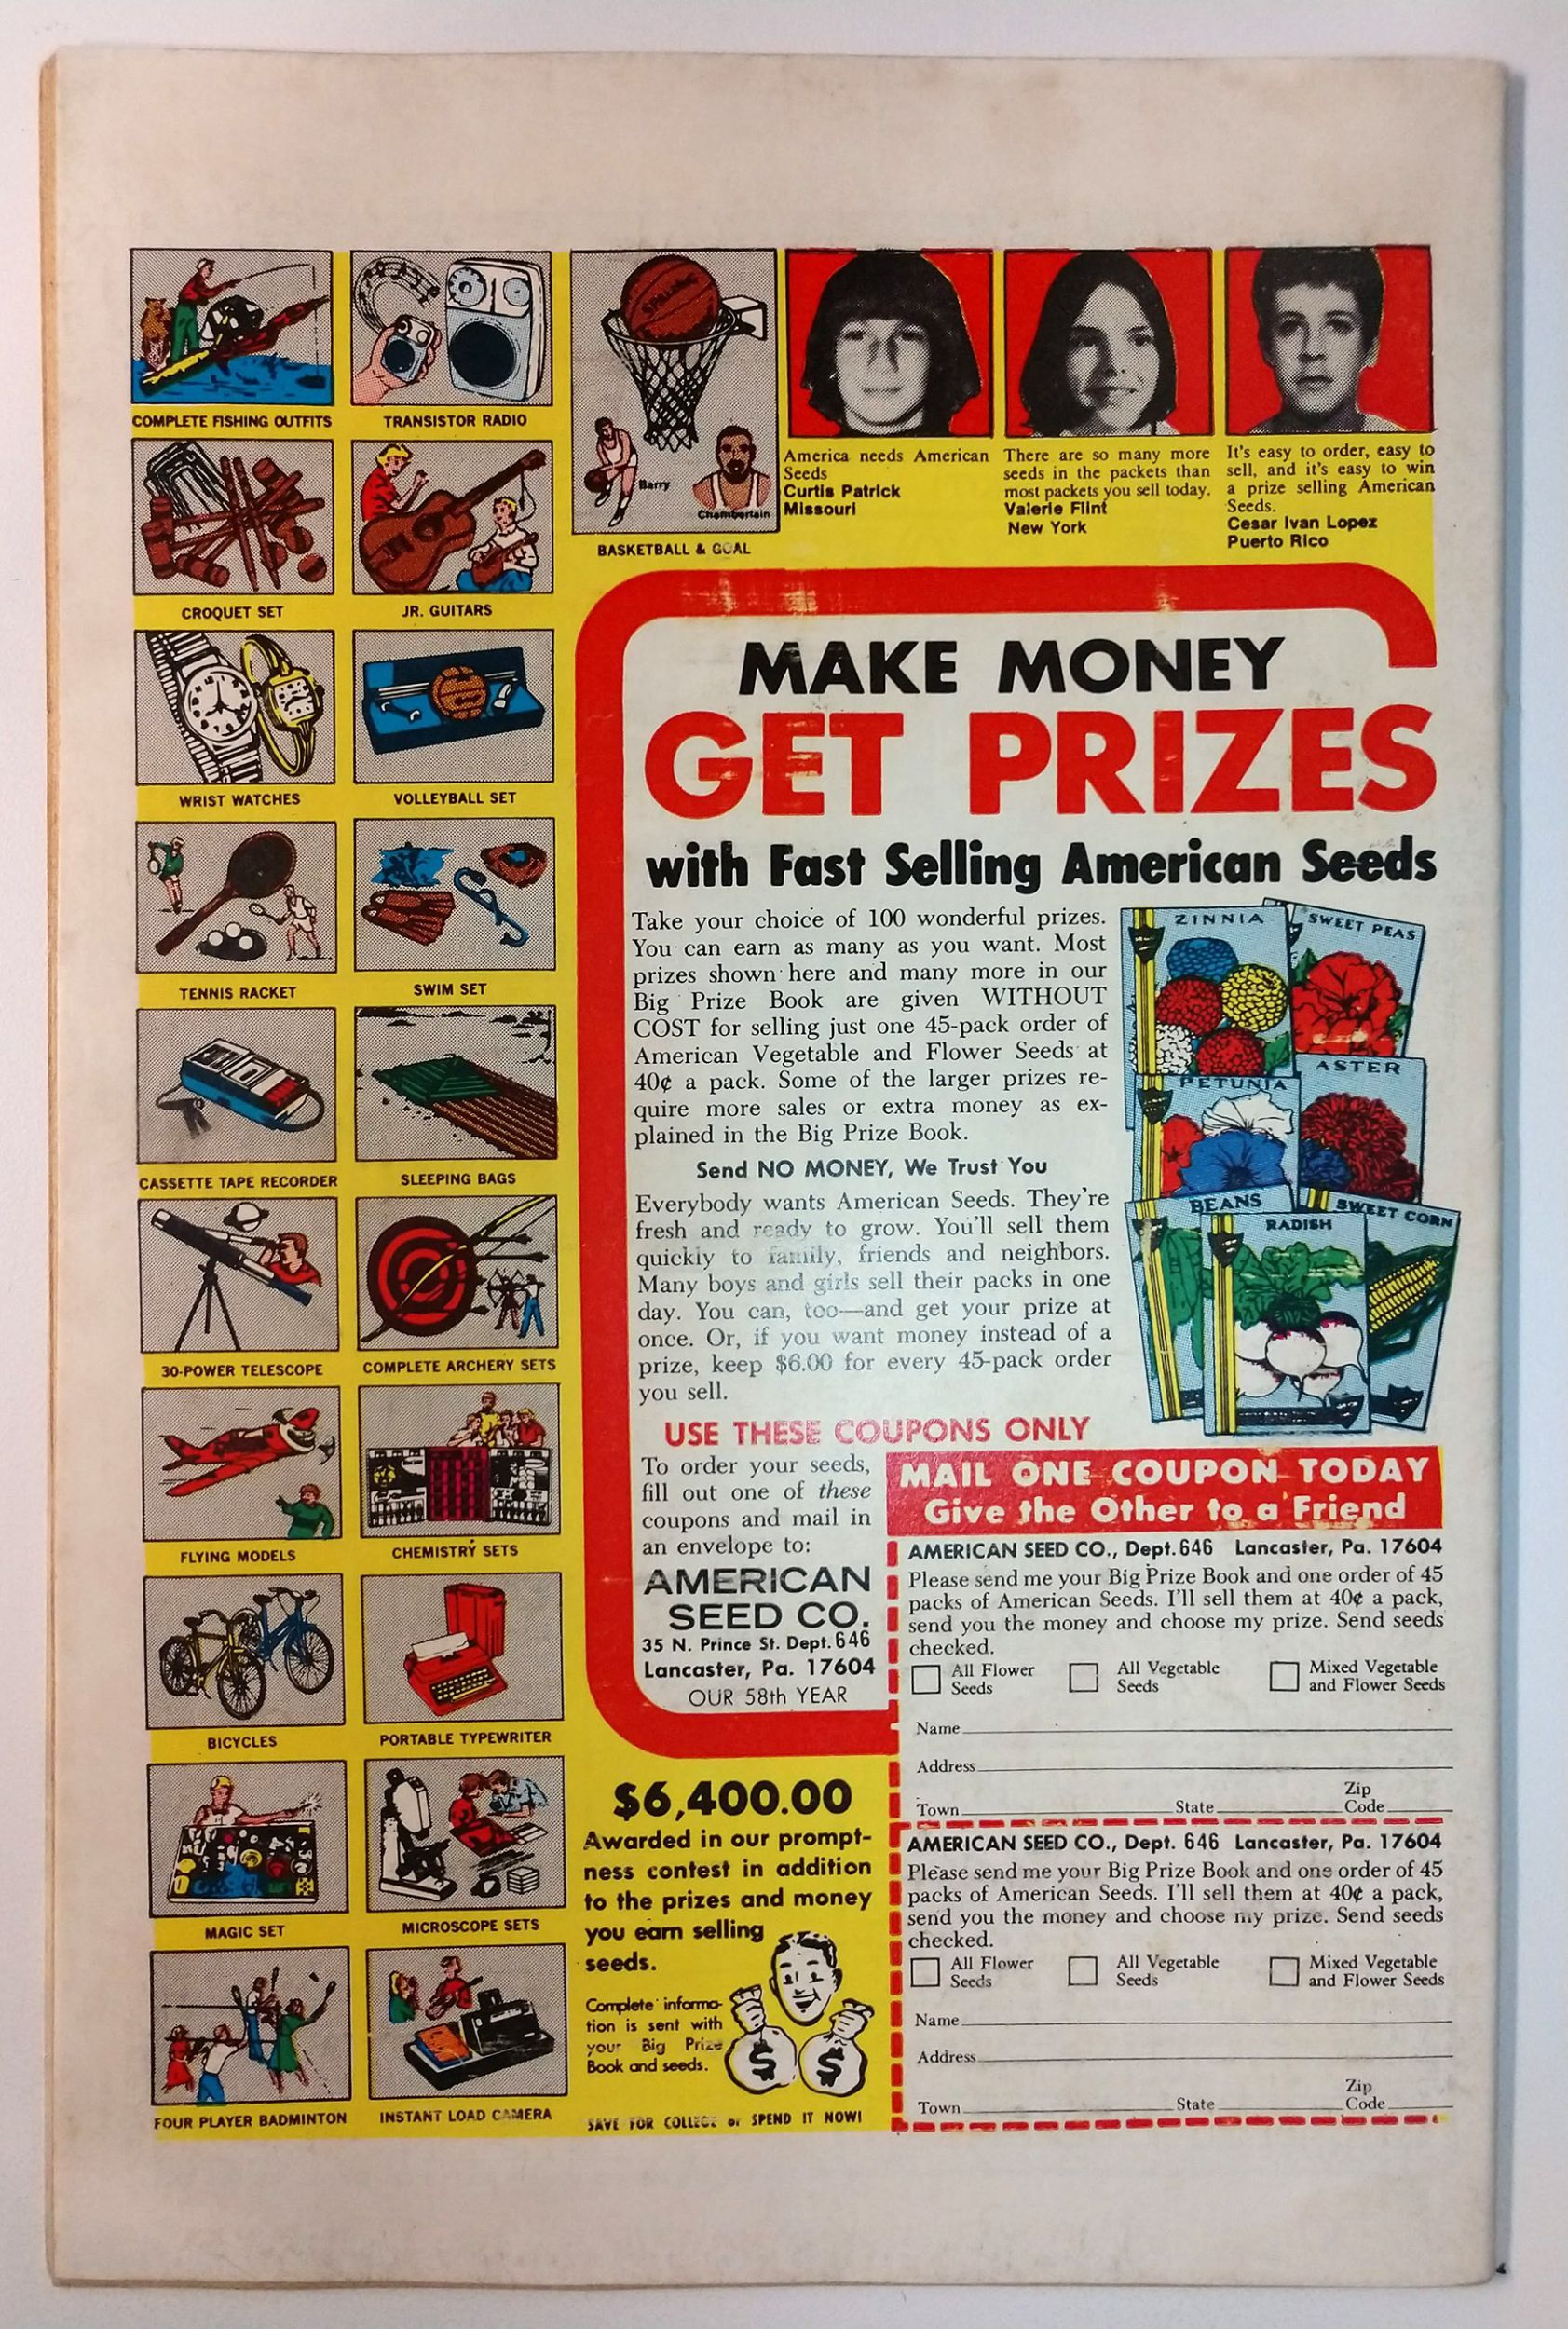 COMPLETE FISHING OUTFITS
TRANSISTOR RADIO
CROQUET SET
JR. GUITARS
WRIST WATCHES
VOLLEYBALL SET
TENNIS RACKET
SWIM SET
CASSETTE TAPE RECORDER
SLEEPING BAGS
30-POWER TELESCOPE
COMPLETE ARCHERY SETS
FLYING MODELS
CHEMISTRY SETS
BICYCLES
PORTABLE TYPEWRITER
MAGIC SET
MICROSCOPE SETS
FOUR PLAYER BADMINTON
INSTANT LOAD CAMERA
SPALDING
Barry
Chamberlain
BASKETBALL & GOAL
America needs American
Seeds
Curtis Patrick
Missouri
There are so many more
seeds in the packets than
most packets you sell today.
Valerie Flint
New York
It's easy to order, easy to
sell, and it's easy to win
a prize selling American
Seeds.
Cesar Ivan Lopez
Puerto Rico
MAKE MONEY
GET PRIZES
with Fast Selling American Seeds
Take your choice of 100 wonderful prizes.
You can earn as many as you want. Most
prizes shown here and many more in our
Big Prize Book are given WITHOUT
COST for selling just one 45-pack order of
American Vegetable and Flower Seeds at
40¢ a pack. Some of the larger prizes re-
quire more sales or extra money as ex-
plained in the Big Prize Book.
Send NO MONEY, We Trust You
Everybody wants American Seeds. They're
fresh and ready to grow. You'll sell them
quickly to family, friends and neighbors.
Many boys and girls sell their packs in one
day. You can, too—and get your prize at
once. Or, if you want money instead of a
prize, keep $6.00 for every 45-pack order
you sell.
ZINNIA
SWEET PEAS
PETUNIA
ASTER
BEANS
RADISH
SWEET CORN
USE THESE COUPONS ONLY
To order your seeds,
fill out one of these
coupons and mail in
an envelope to:
AMERICAN
SEED CO.
35 N. Prince St. Dept. 646
Lancaster, Pa. 17604
OUR 58th YEAR
$6,400.00
Awarded in our prompt-
ness contest in addition
to the prizes and money
you earn selling
seeds.
Complete informa-
tion is sent with
your Big Prize
Book and seeds.
$ $
SAVE FOR COLLEGE or SPEND IT NOW!
MAIL ONE COUPON TODAY
Give the Other to a Friend
AMERICAN SEED CO., Dept. 646 Lancaster, Pa. 17604
Please send me your Big Prize Book and one order of 45
packs of American Seeds. I'll sell them at 40¢ a pack,
send you the money and choose my prize. Send seeds
checked.
All Flower All Vegetable Mixed Vegetable
Seeds Seeds and Flower Seeds
Name
Address
Zip
Town State Code
AMERICAN SEED CO., Dept. 646 Lancaster, Pa. 17604
Please send me your Big Prize Book and one order of 45
packs of American Seeds. I'll sell them at 40¢ a pack,
send you the money and choose my prize. Send seeds
checked.
All Flower All Vegetable Mixed Vegetable
Seeds Seeds and Flower Seeds
Name
Address
Zip
Town State Code